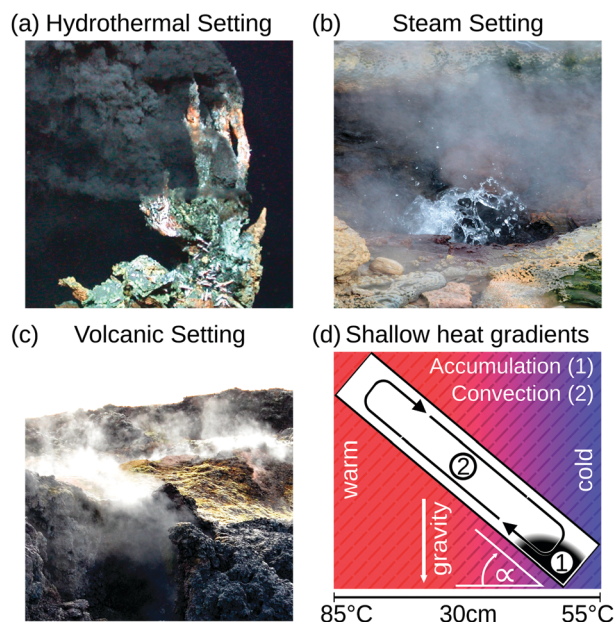 (a) Hydrothermal Setting
(b) Steam Setting
(c) Volcanic Setting
(d) Shallow heat gradients
Accumulation (1)
Convection (2)
warm
2
cold
gravity
∝
1
85°C 30cm 55°C